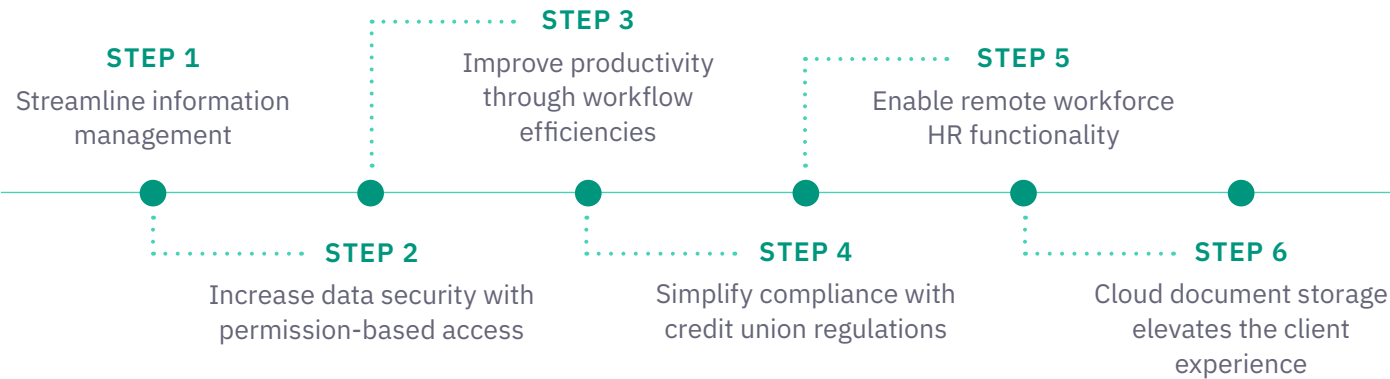 STEP 1
Streamline information
management
STEP 2
Increase data security with
permission-based access
STEP 3
Improve productivity
through workflow
efficiencies
STEP 4
Simplify compliance with
credit union regulations
STEP 5
Enable remote workforce
HR functionality
STEP 6
Cloud document storage
elevates the client
experience